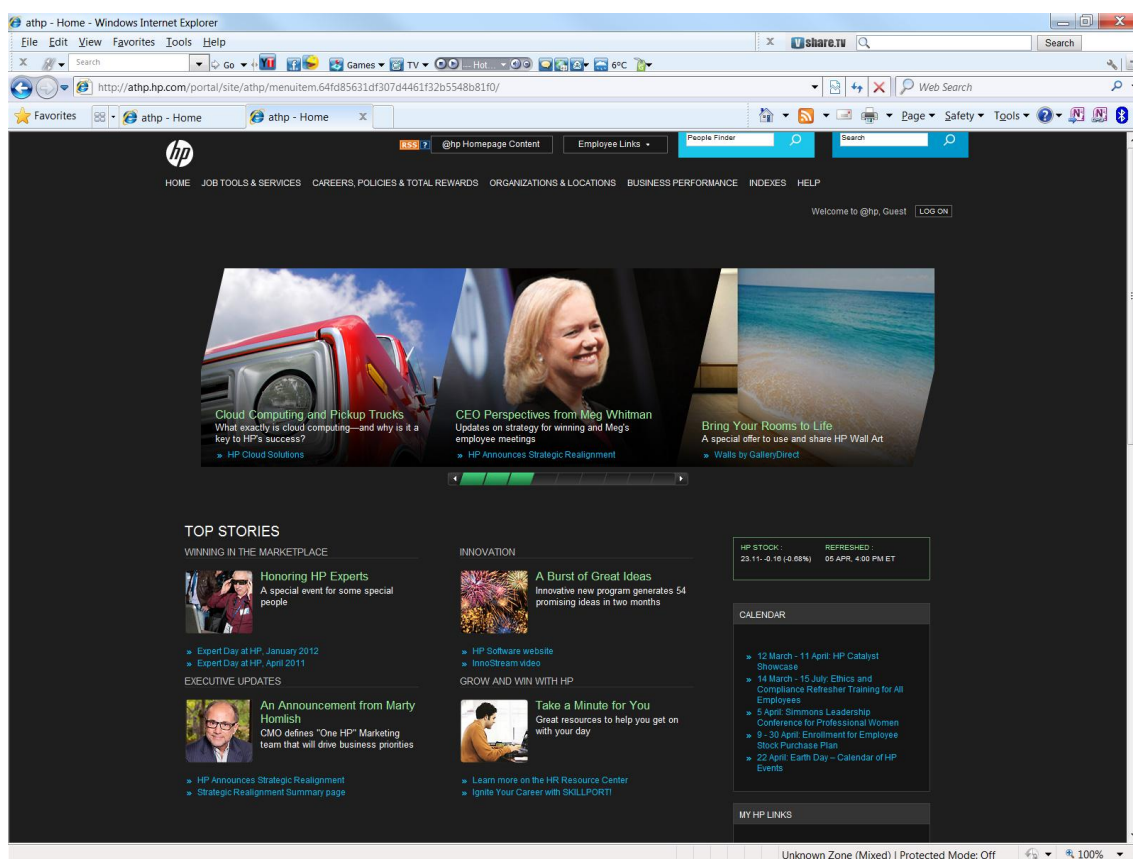 athp - Home - Windows Internet Explorer
File Edit View Favorites Tools Help
X Vshare.TV Search
X Search Go Games TV Hot... 6ºC
http://athp.hp.com/portal/site/athp/menuitem.64fd85631df307d4461f32b5548b81f0/
Web Search
Favorites athp - Home athp - Home X Page Safety Tools
hp
RSS ? @hp Homepage Content Employee Links People Finder Search
HOME JOB TOOLS & SERVICES CAREERS, POLICIES & TOTAL REWARDS ORGANIZATIONS & LOCATIONS BUSINESS PERFORMANCE INDEXES HELP
Welcome to @hp, Guest LOG ON
Cloud Computing and Pickup Trucks
What exactly is cloud computing—and why is it a
key to HP's success?
» HP Cloud Solutions
CEO Perspectives from Meg Whitman
Updates on strategy for winning and Meg's
employee meetings
» HP Announces Strategic Realignment
Bring Your Rooms to Life
A special offer to use and share HP Wall Art
» Walls by GalleryDirect
TOP STORIES
WINNING IN THE MARKETPLACE
Honoring HP Experts
A special event for some special
people
» Expert Day at HP, January 2012
» Expert Day at HP, April 2011
INNOVATION
A Burst of Great Ideas
Innovative new program generates 54
promising ideas in two months
» HP Software website
» InnoStream video
EXECUTIVE UPDATES
An Announcement from Marty
Homlish
CMO defines "One HP" Marketing
team that will drive business priorities
» HP Announces Strategic Realignment
» Strategic Realignment Summary page
GROW AND WIN WITH HP
Take a Minute for You
Great resources to help you get on
with your day
» Learn more on the HR Resource Center
» Ignite Your Career with SKILLPORT!
HP STOCK : REFRESHED :
23.11- -0.16 (-0.68%) 05 APR, 4:00 PM ET
CALENDAR
» 12 March - 11 April: HP Catalyst
Showcase
» 14 March - 15 July: Ethics and
Compliance Refresher Training for All
Employees
» 5 April: Simmons Leadership
Conference for Professional Women
» 9 - 30 April: Enrollment for Employee
Stock Purchase Plan
» 22 April: Earth Day – Calendar of HP
Events
MY HP LINKS
Unknown Zone (Mixed) | Protected Mode: Off 100%